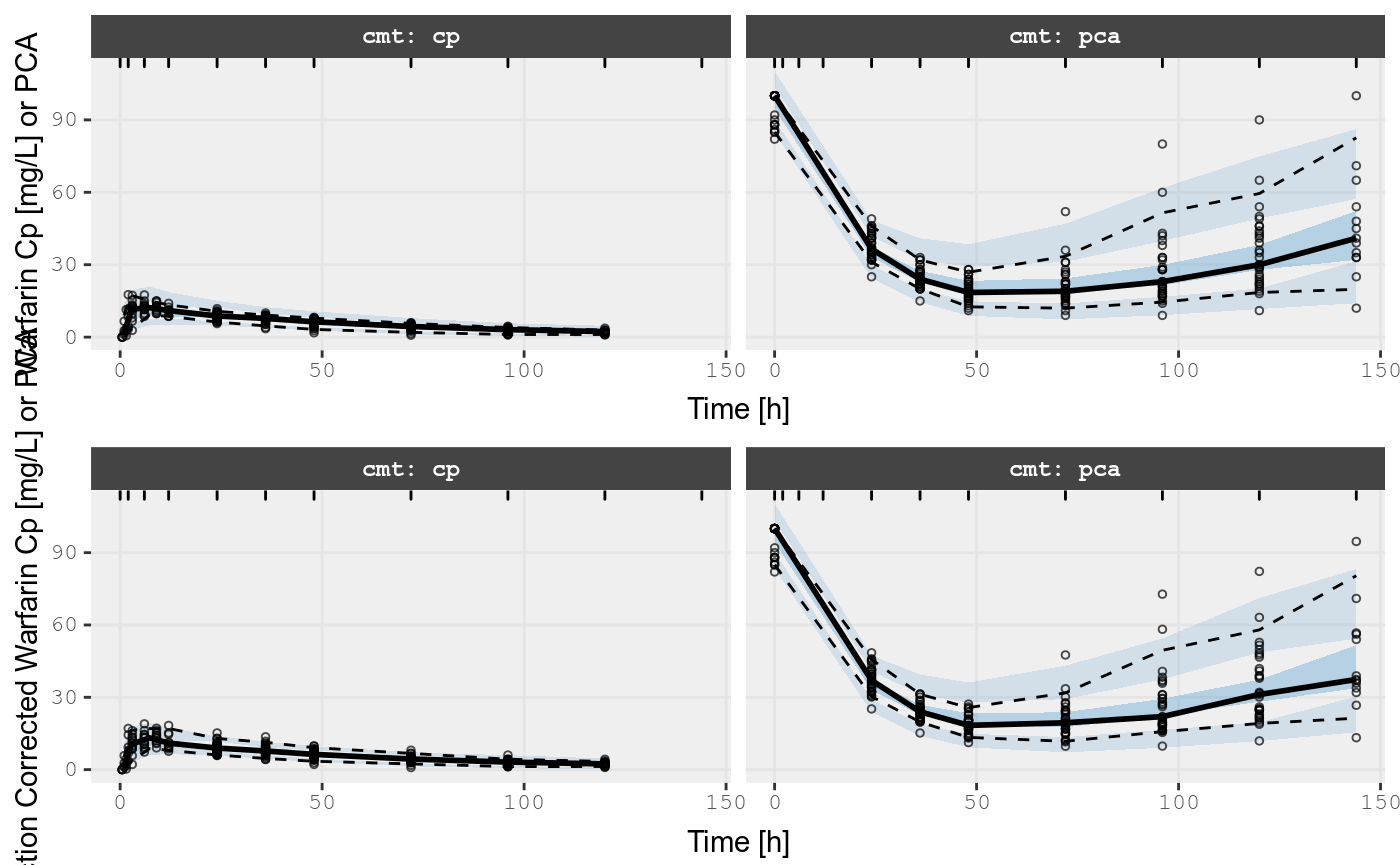 cmt: cp cmt: pca
Warfarin Cp [mg/L] or PCA
90
60
30
0
0 50 100 150 0 50 100 150
Time [h]
cmt: cp cmt: pca
Corrected Warfarin Cp [mg/L] or PCA
90
60
30
0
0 50 100 150 0 50 100 150
Time [h]